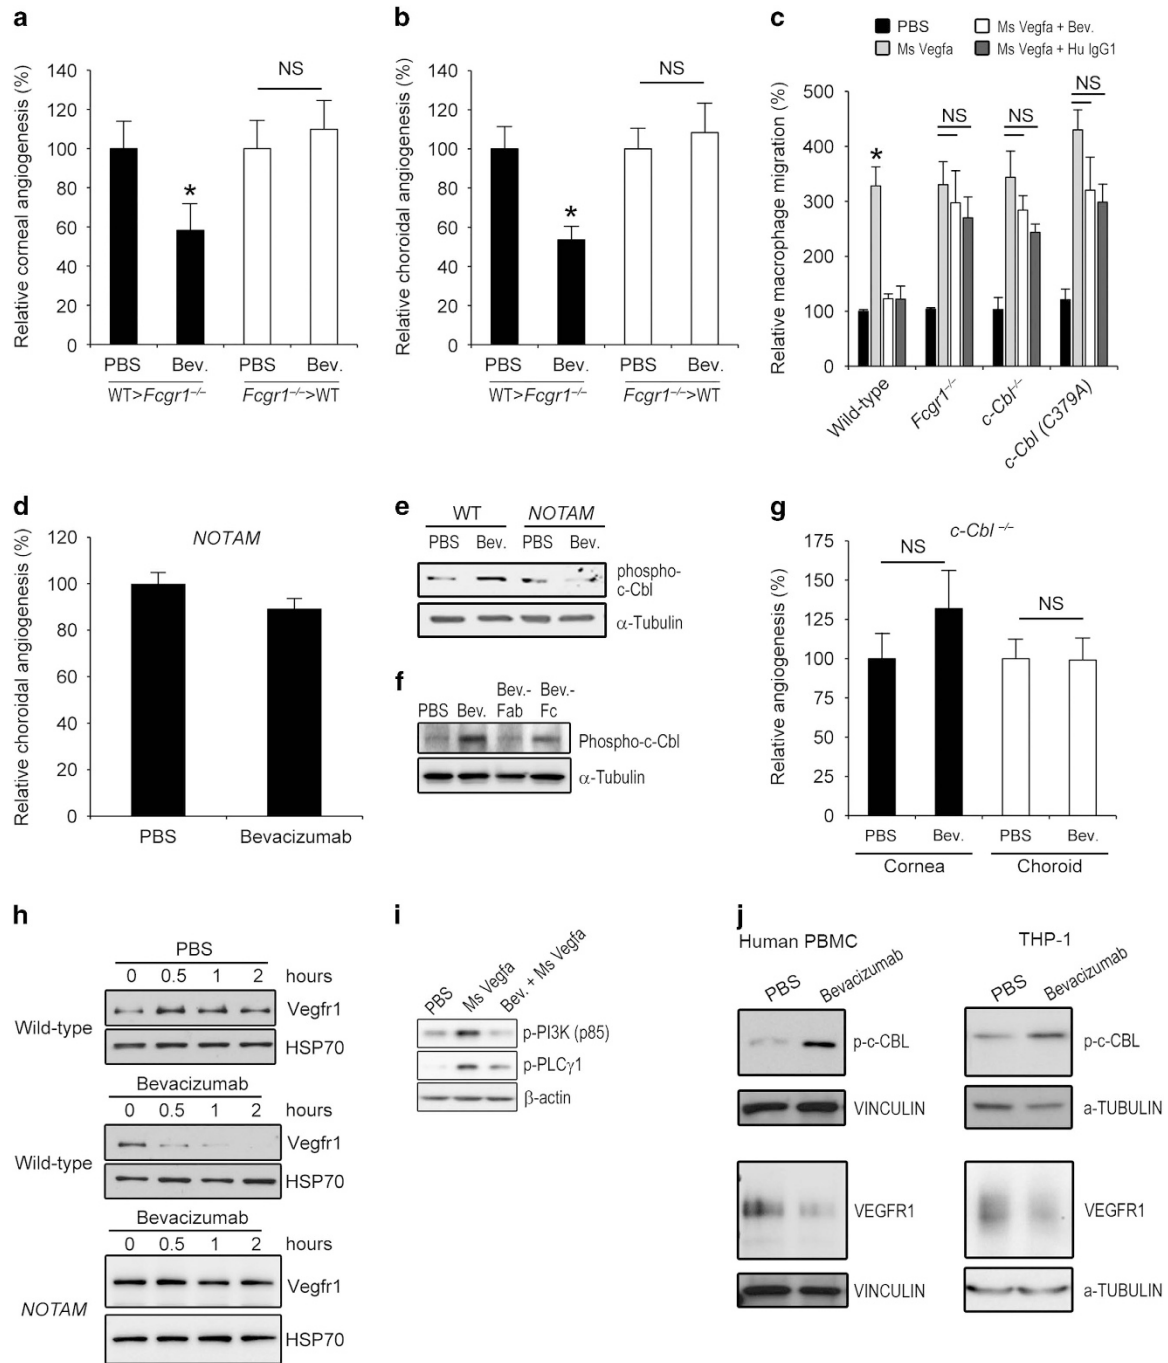 a
Relative corneal angiogenesis (%)
140
120
100
80
60
40
20
0
*
NS
PBS Bev. PBS Bev.
WT>Fcgr1–/– Fcgr1–/–>WT
b
Relative choroidal angiogenesis (%)
140
120
100
80
60
40
20
0
*
NS
PBS Bev. PBS Bev.
WT>Fcgr1–/– Fcgr1–/–>WT
c
PBS Ms Vegfa + Bev.
Ms Vegfa Ms Vegfa + Hu IgG1
Relative macrophage migration (%)
500
400
300
200
100
0
*
NS NS NS
Wild-type Fcgr1–/– c-Cbl–/– c-Cbl (C379A)
d
Relative choroidal angiogenesis (%)
NOTAM
120
100
80
60
40
20
0
PBS Bevacizumab
e
WT NOTAM
PBS Bev. PBS Bev.
phospho-
c-Cbl
α-Tubulin
f
Bev.- Bev.-
PBS Bev. Fab Fc
Phospho-c-Cbl
α-Tubulin
g
c-Cbl –/–
Relative angiogenesis (%)
175
150
125
100
75
50
25
0
NS NS
PBS Bev. PBS Bev.
Cornea Choroid
h
PBS
0 0.5 1 2 hours
Wild-type
Vegfr1
HSP70
Bevacizumab
0 0.5 1 2 hours
Wild-type
Vegfr1
HSP70
Bevacizumab
0 0.5 1 2 hours
Vegfr1
NOTAM
HSP70
i
PBS Ms Vegfa Bev. + Ms Vegfa
p-PI3K (p85)
p-PLCγ1
β-actin
j
Human PBMC THP-1
PBS Bevacizumab PBS Bevacizumab
p-c-CBL p-c-CBL
VINCULIN a-TUBULIN
VEGFR1 VEGFR1
VINCULIN a-TUBULIN